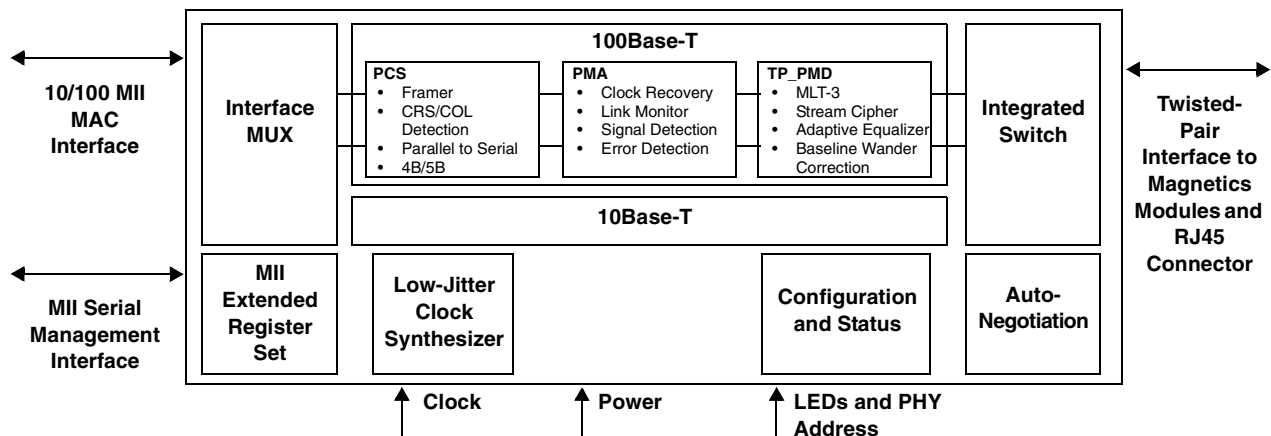 10/100 MII
MAC
Interface
MII Serial
Management
Interface
Interface
MUX
100Base-T
PCS
• Framer
• CRS/COL
Detection
• Parallel to Serial
• 4B/5B
PMA
• Clock Recovery
• Link Monitor
• Signal Detection
• Error Detection
TP_PMD
• MLT-3
• Stream Cipher
• Adaptive Equalizer
• Baseline Wander
Correction
10Base-T
Integrated
Switch
MII
Extended
Register
Set
Low-Jitter
Clock
Synthesizer
Configuration
and Status
Auto-
Negotiation
Twisted-
Pair
Interface to
Magnetics
Modules and
RJ45
Connector
Clock
Power
LEDs and PHY
Address